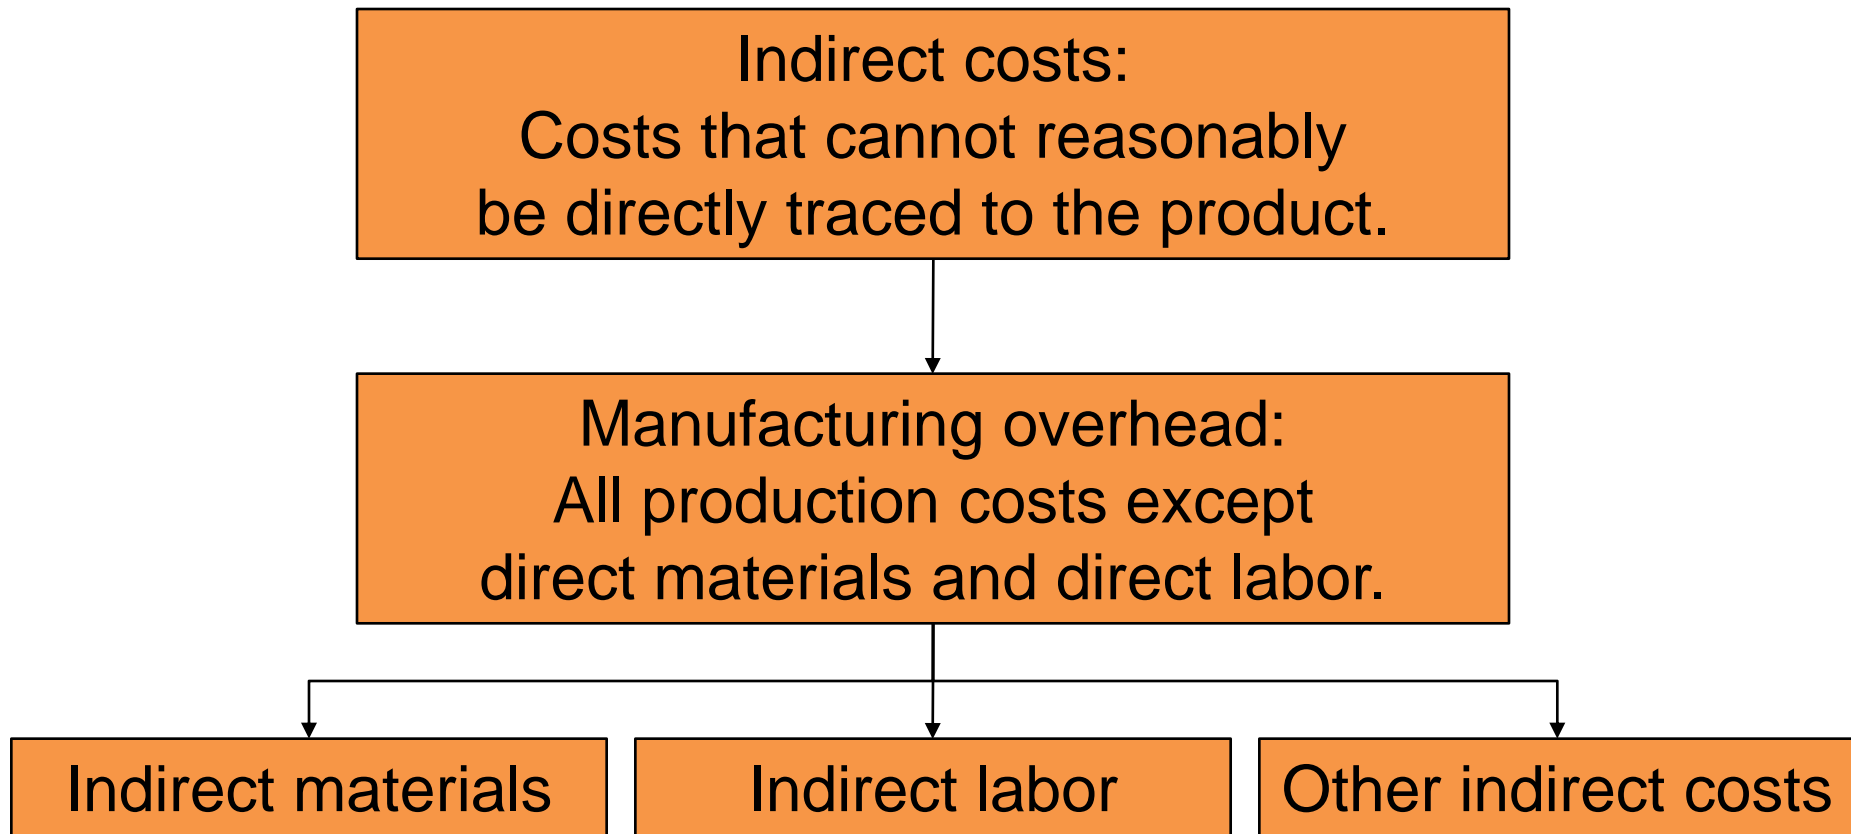 Indirect costs:
Costs that cannot reasonably
be directly traced to the product.
Manufacturing overhead:
All production costs except
direct materials and direct labor.
Indirect materials
Indirect labor
Other indirect costs